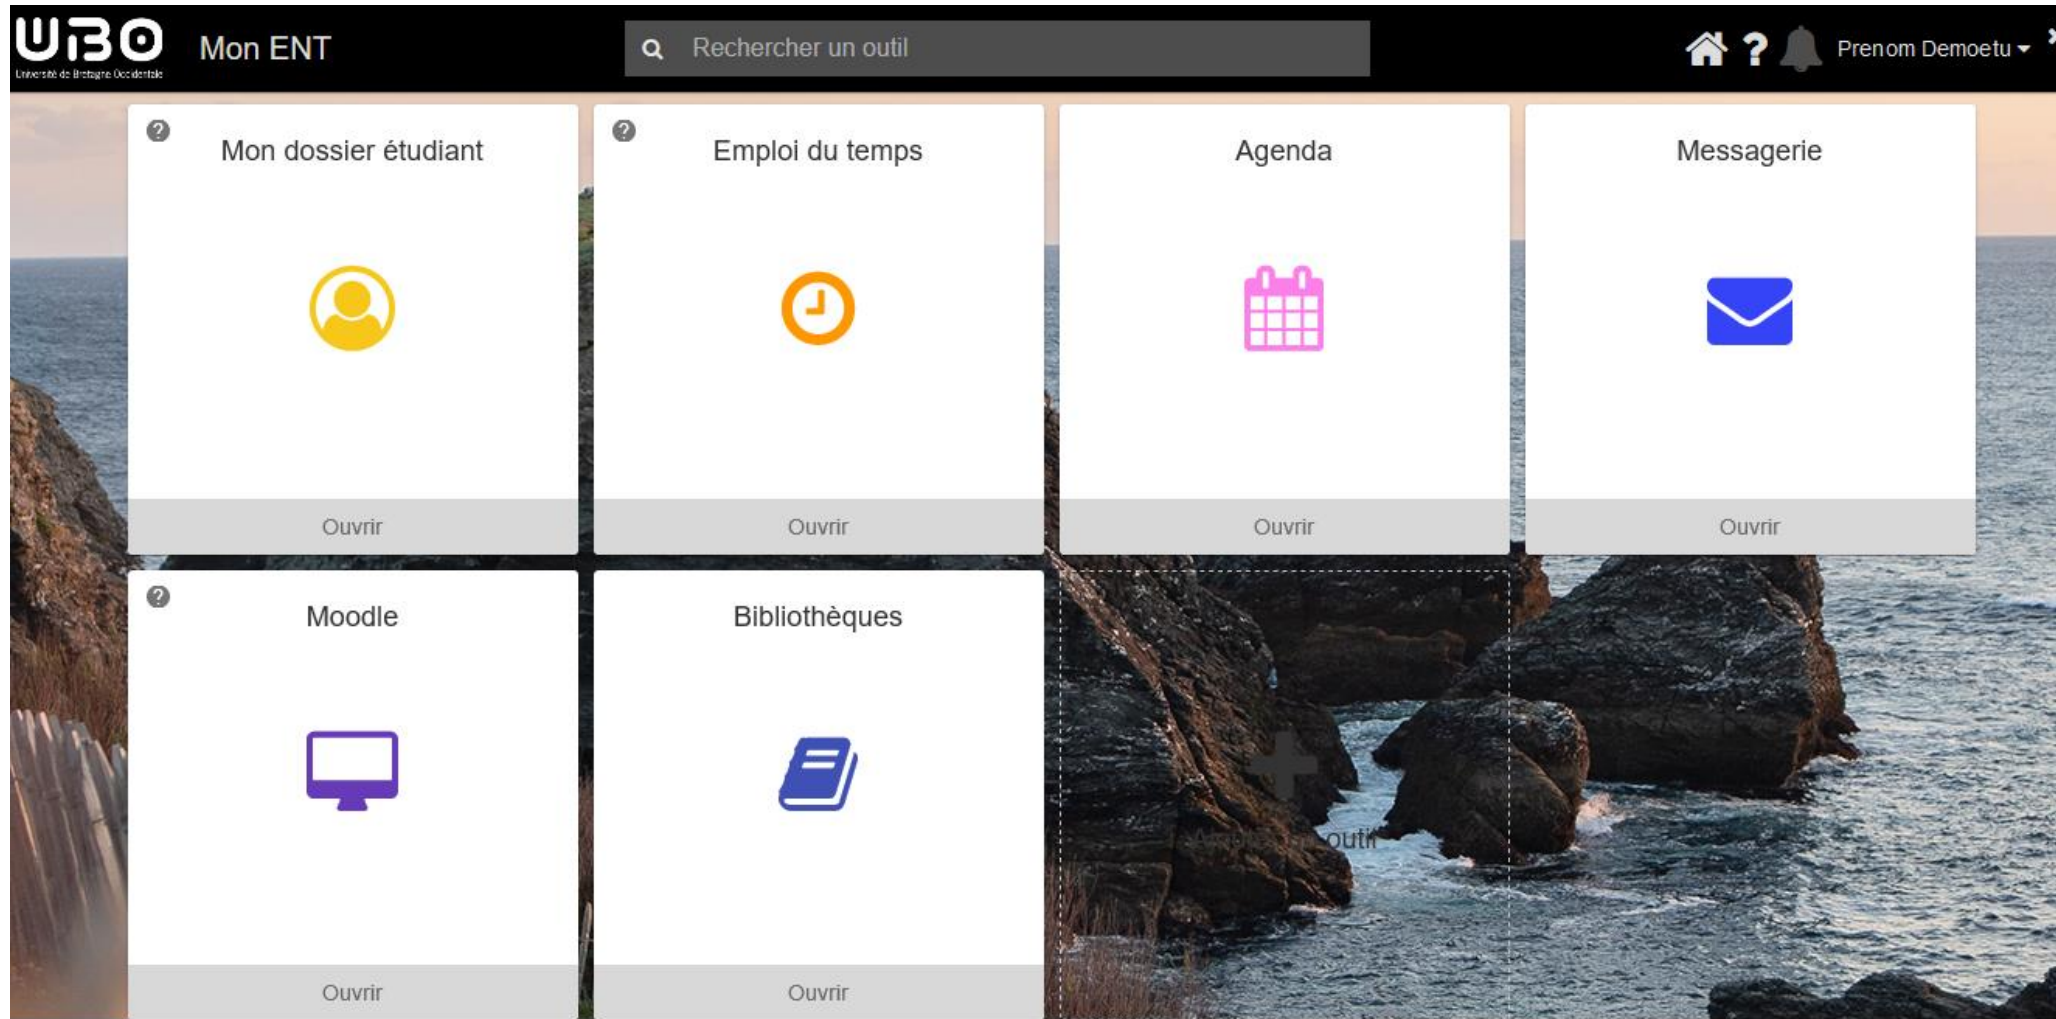 UBO
Université de Bretagne Occidentale
Mon ENT
Rechercher un outil
? Prenom Demoetu
? Mon dossier étudiant
? Emploi du temps
Agenda
Messagerie
Ouvrir
Ouvrir
Ouvrir
Ouvrir
? Moodle
Bibliothèques
outil
Ouvrir
Ouvrir